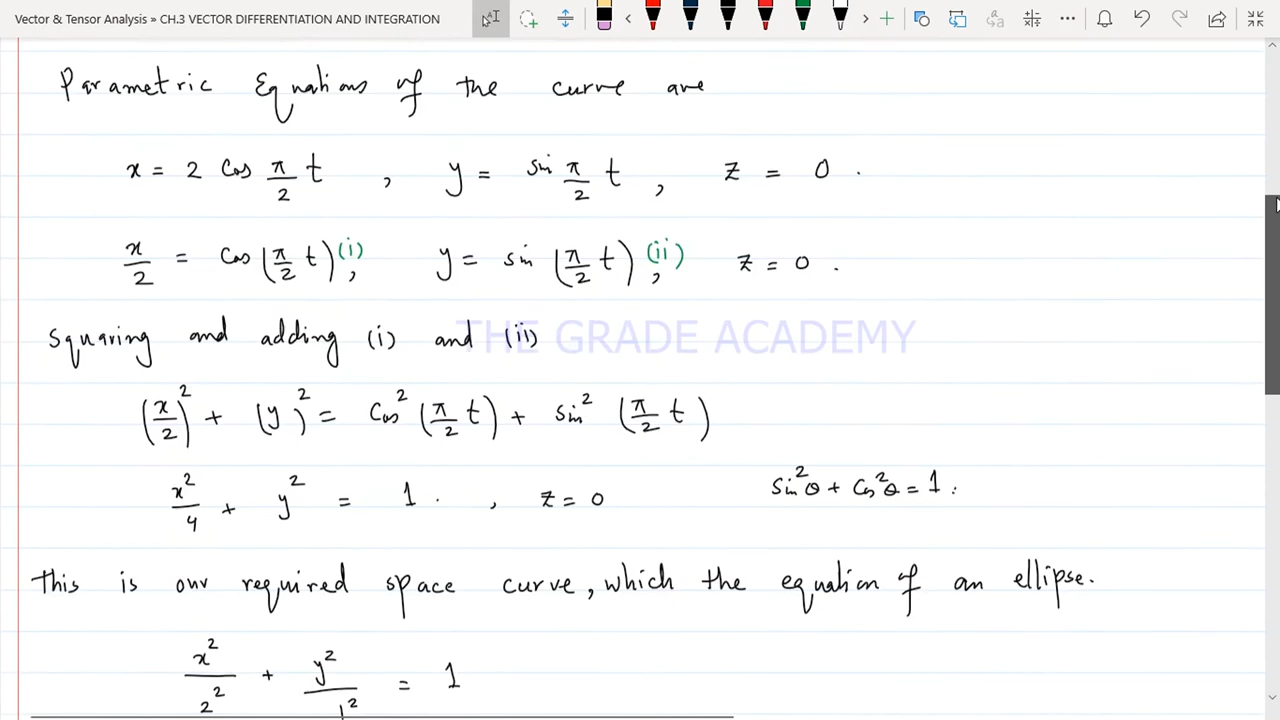 Vector & Tensor Analysis » CH.3 VECTOR DIFFERENTIATION AND INTEGRATION
Parametric Equations of the curve are
x = 2 cos π/2 t , y = sin π/2 t , z = 0 .
x/2 = cos (π/2 t) (i), y = sin (π/2 t) (ii), z = 0 .
Squaring and adding (i) and (ii)
THE GRADE ACADEMY
(x/2)² + (y)² = cos² (π/2 t) + sin² (π/2 t)
x²/4 + y² = 1 . , z = 0 sin²θ + cos²θ = 1 .
This is our required space curve, which the equation of an ellipse.
x²/2² + y²/1² = 1